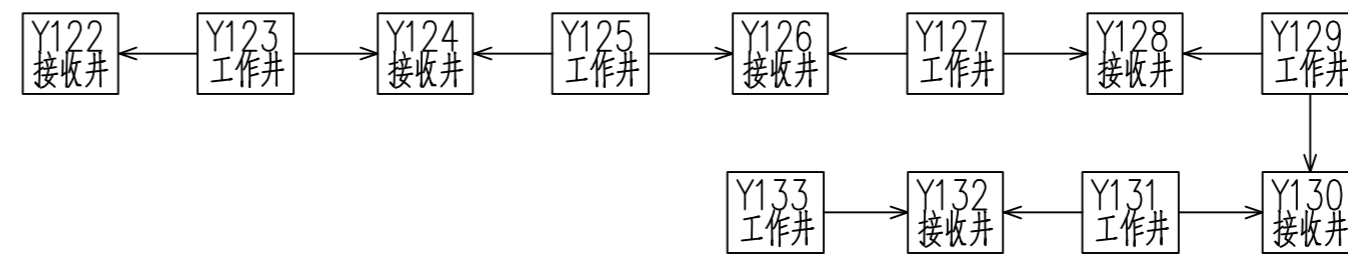 Y122
接收井
Y123
工作井
Y124
接收井
Y125
工作井
Y126
接收井
Y127
工作井
Y128
接收井
Y129
工作井
Y133
工作井
Y132
接收井
Y131
工作井
Y130
接收井